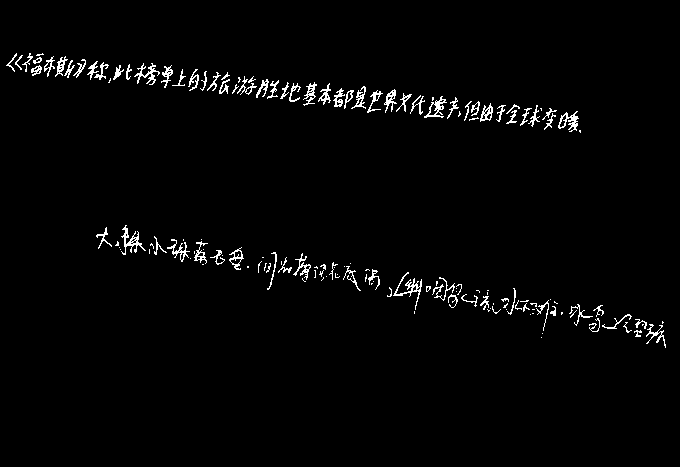 《福布斯》称,此榜单上的旅游胜地基本都是世界文化遗产,但由于全球变暖、
大珠小珠落玉盘.间关莺语花底滑,幽咽泉流冰下难.冰泉冷涩弦